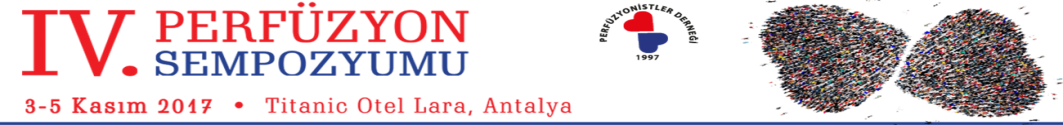 IV. PERFÜZYON
SEMPOZYUMU
3-5 Kasım 2017 • Titanic Otel Lara, Antalya
PERFÜZYONİSTLER DERNEĞİ
1997